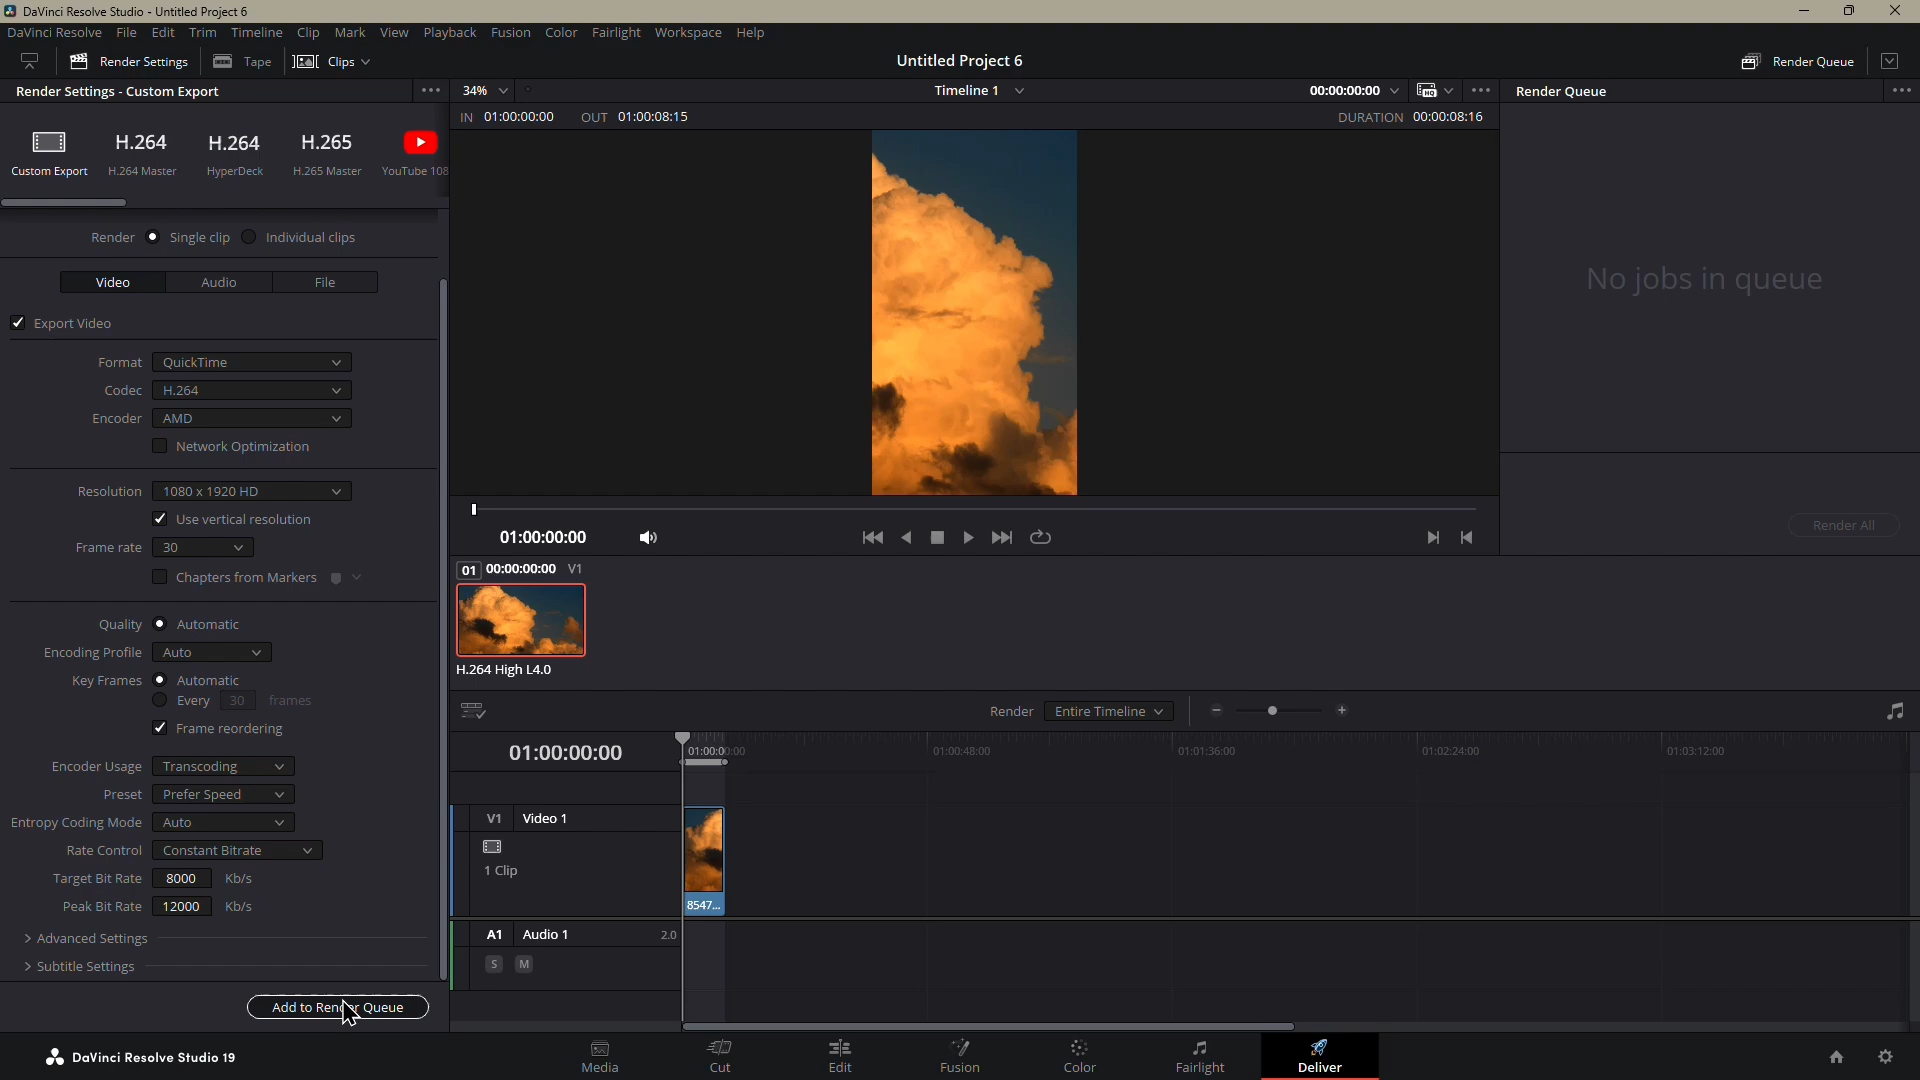 DaVinci Resolve Studio - Untitled Project 6
DaVinci Resolve File Edit Trim Timeline Clip Mark View Playback Fusion Color Fairlight Workspace Help
Render Settings Tape Clips Untitled Project 6 Render Queue
Render Settings - Custom Export 34% Timeline 1 00:00:00:00 Render Queue
IN 01:00:00:00 OUT 01:00:08:15 DURATION 00:00:08:16
H.264 H.264 H.265
Custom Export H.264 Master HyperDeck H.265 Master YouTube 108
Render Single clip Individual clips
Video Audio File
No jobs in queue
Export Video
Format QuickTime
Codec H.264
Encoder AMD
Network Optimization
Resolution 1080 x 1920 HD
Use vertical resolution
Render All
01:00:00:00
Frame rate 30
Chapters from Markers
01 00:00:00:00 V1
H.264 High L4.0
Quality Automatic
Encoding Profile Auto
Key Frames Automatic
Every 30 frames
Frame reordering
Render Entire Timeline
Encoder Usage Transcoding
Preset Prefer Speed
Entropy Coding Mode Auto
Rate Control Constant Bitrate
Target Bit Rate 8000 Kb/s
Peak Bit Rate 12000 Kb/s
Advanced Settings
Subtitle Settings
Add to Render Queue
01:00:00:00 01:00:00:00 01:00:48:00 01:01:36:00 01:02:24:00 01:03:12:00
V1 Video 1
1 Clip
8547...
A1 Audio 1 2.0
S M
DaVinci Resolve Studio 19
Media Cut Edit Fusion Color Fairlight Deliver